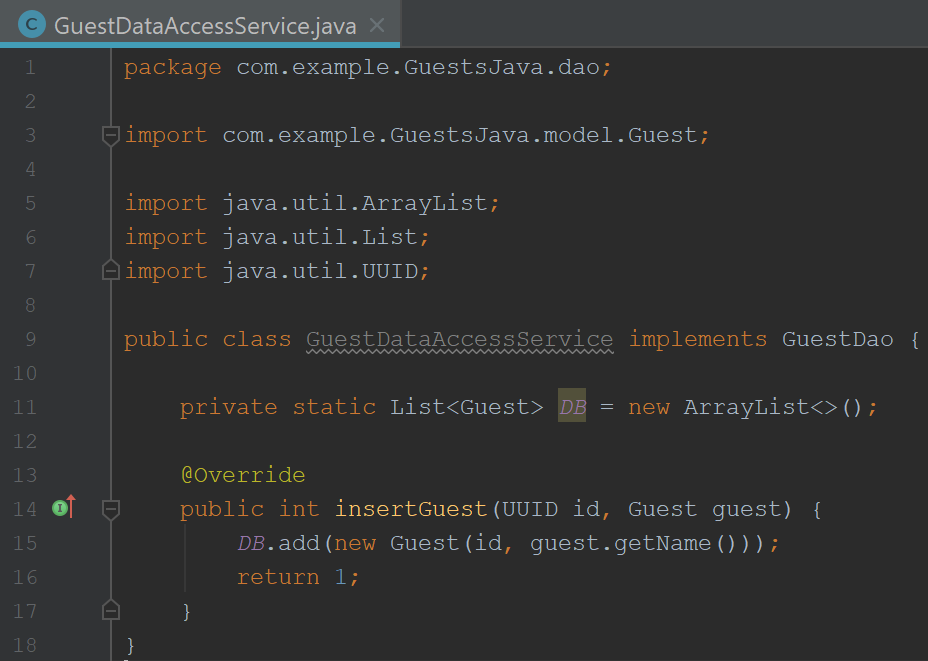 C GuestDataAccessService.java ×
1 package com.example.GuestsJava.dao;
2
3 import com.example.GuestsJava.model.Guest;
4
5 import java.util.ArrayList;
6 import java.util.List;
7 import java.util.UUID;
8
9 public class GuestDataAccessService implements GuestDao {
10
11     private static List<Guest> DB = new ArrayList<>();
12
13     @Override
14 I   public int insertGuest(UUID id, Guest guest) {
15         DB.add(new Guest(id, guest.getName()));
16         return 1;
17     }
18 }